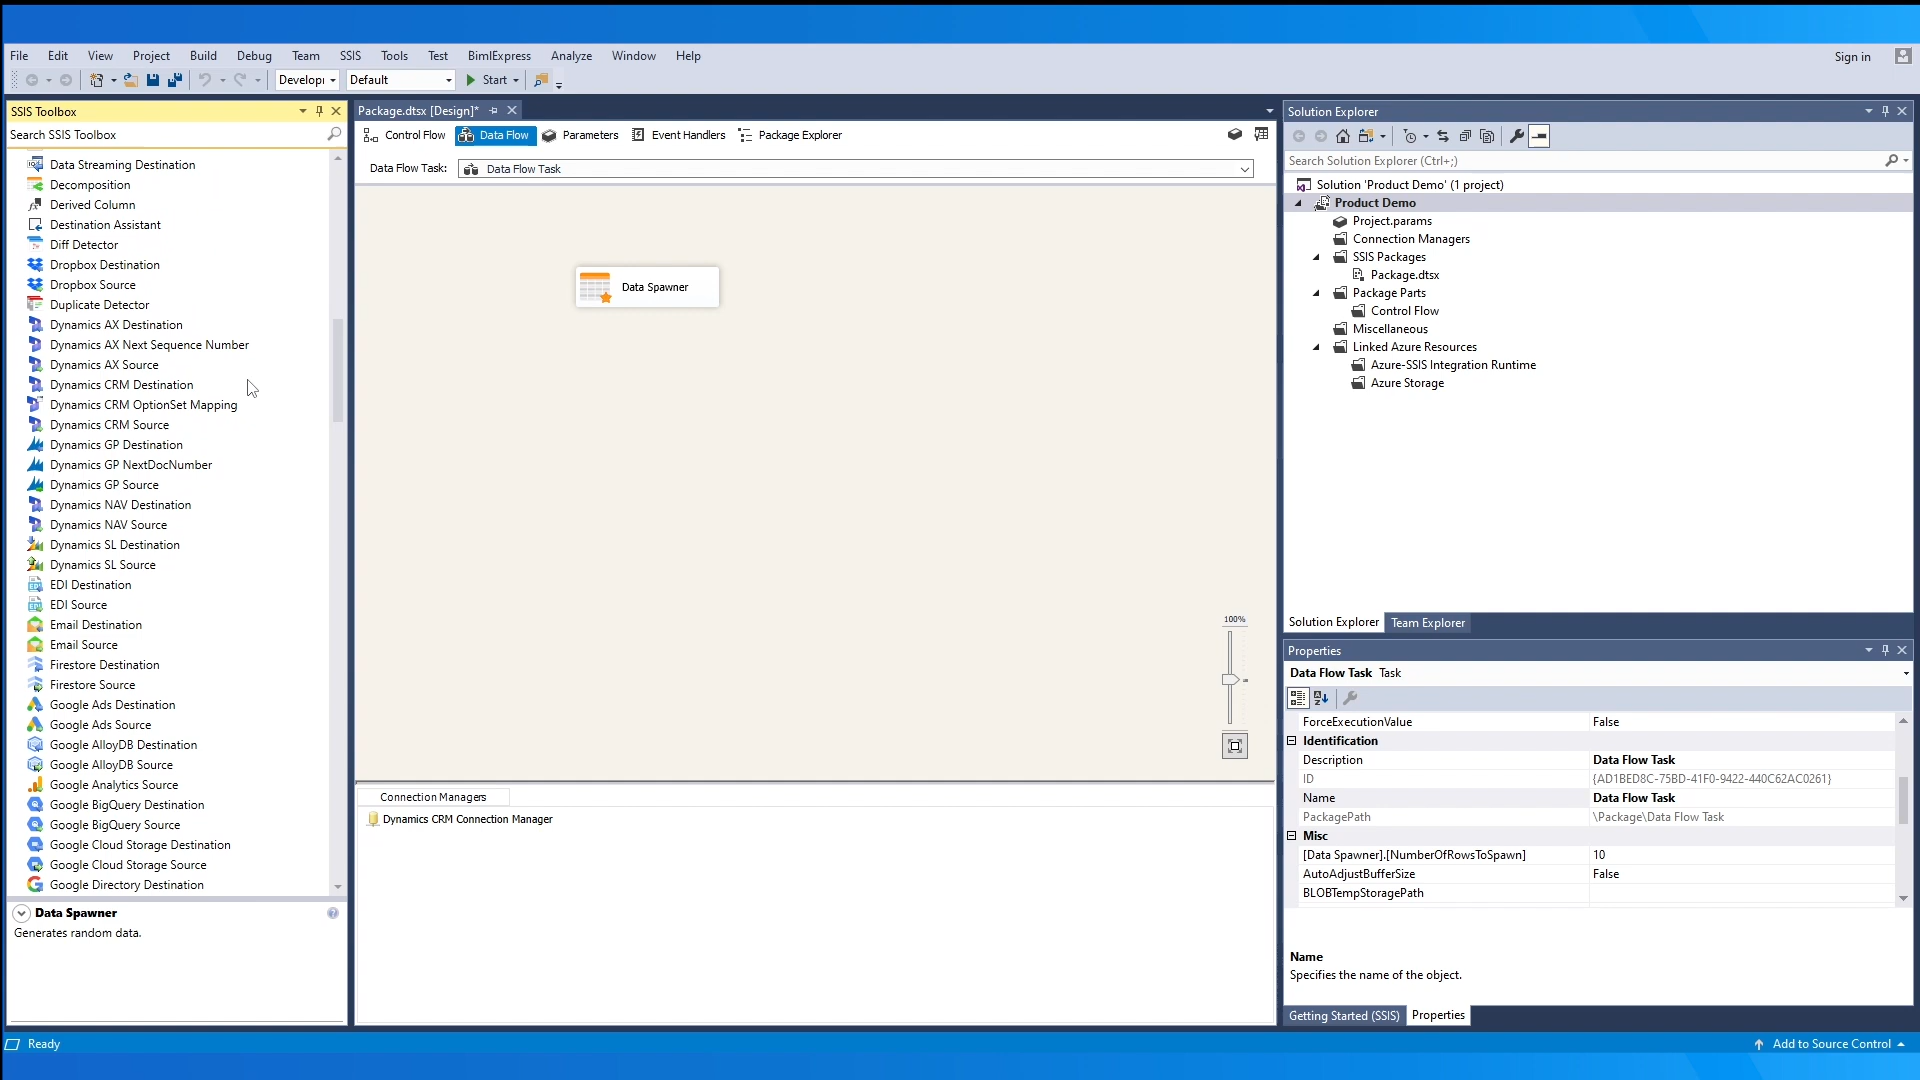 File Edit View Project Build Debug Team SSIS Tools Test BimlExpress Analyze Window Help
Sign in
Developı Default Start
SSIS Toolbox
Search SSIS Toolbox
Data Streaming Destination
Decomposition
Derived Column
Destination Assistant
Diff Detector
Dropbox Destination
Dropbox Source
Duplicate Detector
Dynamics AX Destination
Dynamics AX Next Sequence Number
Dynamics AX Source
Dynamics CRM Destination
Dynamics CRM OptionSet Mapping
Dynamics CRM Source
Dynamics GP Destination
Dynamics GP NextDocNumber
Dynamics GP Source
Dynamics NAV Destination
Dynamics NAV Source
Dynamics SL Destination
Dynamics SL Source
EDI Destination
EDI Source
Email Destination
Email Source
Firestore Destination
Firestore Source
Google Ads Destination
Google Ads Source
Google AlloyDB Destination
Google AlloyDB Source
Google Analytics Source
Google BigQuery Destination
Google BigQuery Source
Google Cloud Storage Destination
Google Cloud Storage Source
Google Directory Destination
Data Spawner
Generates random data.
Package.dtsx [Design]*
Control Flow Data Flow Parameters Event Handlers Package Explorer
Data Flow Task: Data Flow Task
Data Spawner
100%
Connection Managers
Dynamics CRM Connection Manager
Solution Explorer
Search Solution Explorer (Ctrl+;)
Solution 'Product Demo' (1 project)
Product Demo
Project.params
Connection Managers
SSIS Packages
Package.dtsx
Package Parts
Control Flow
Miscellaneous
Linked Azure Resources
Azure-SSIS Integration Runtime
Azure Storage
Solution Explorer Team Explorer
Properties
Data Flow Task Task
ForceExecutionValue False
Identification
Description Data Flow Task
ID {AD1BED8C-75BD-41F0-9422-440C62AC0261}
Name Data Flow Task
PackagePath \Package\Data Flow Task
Misc
[Data Spawner].[NumberOfRowsToSpawn] 10
AutoAdjustBufferSize False
BLOBTempStoragePath
Name
Specifies the name of the object.
Getting Started (SSIS) Properties
Ready
Add to Source Control